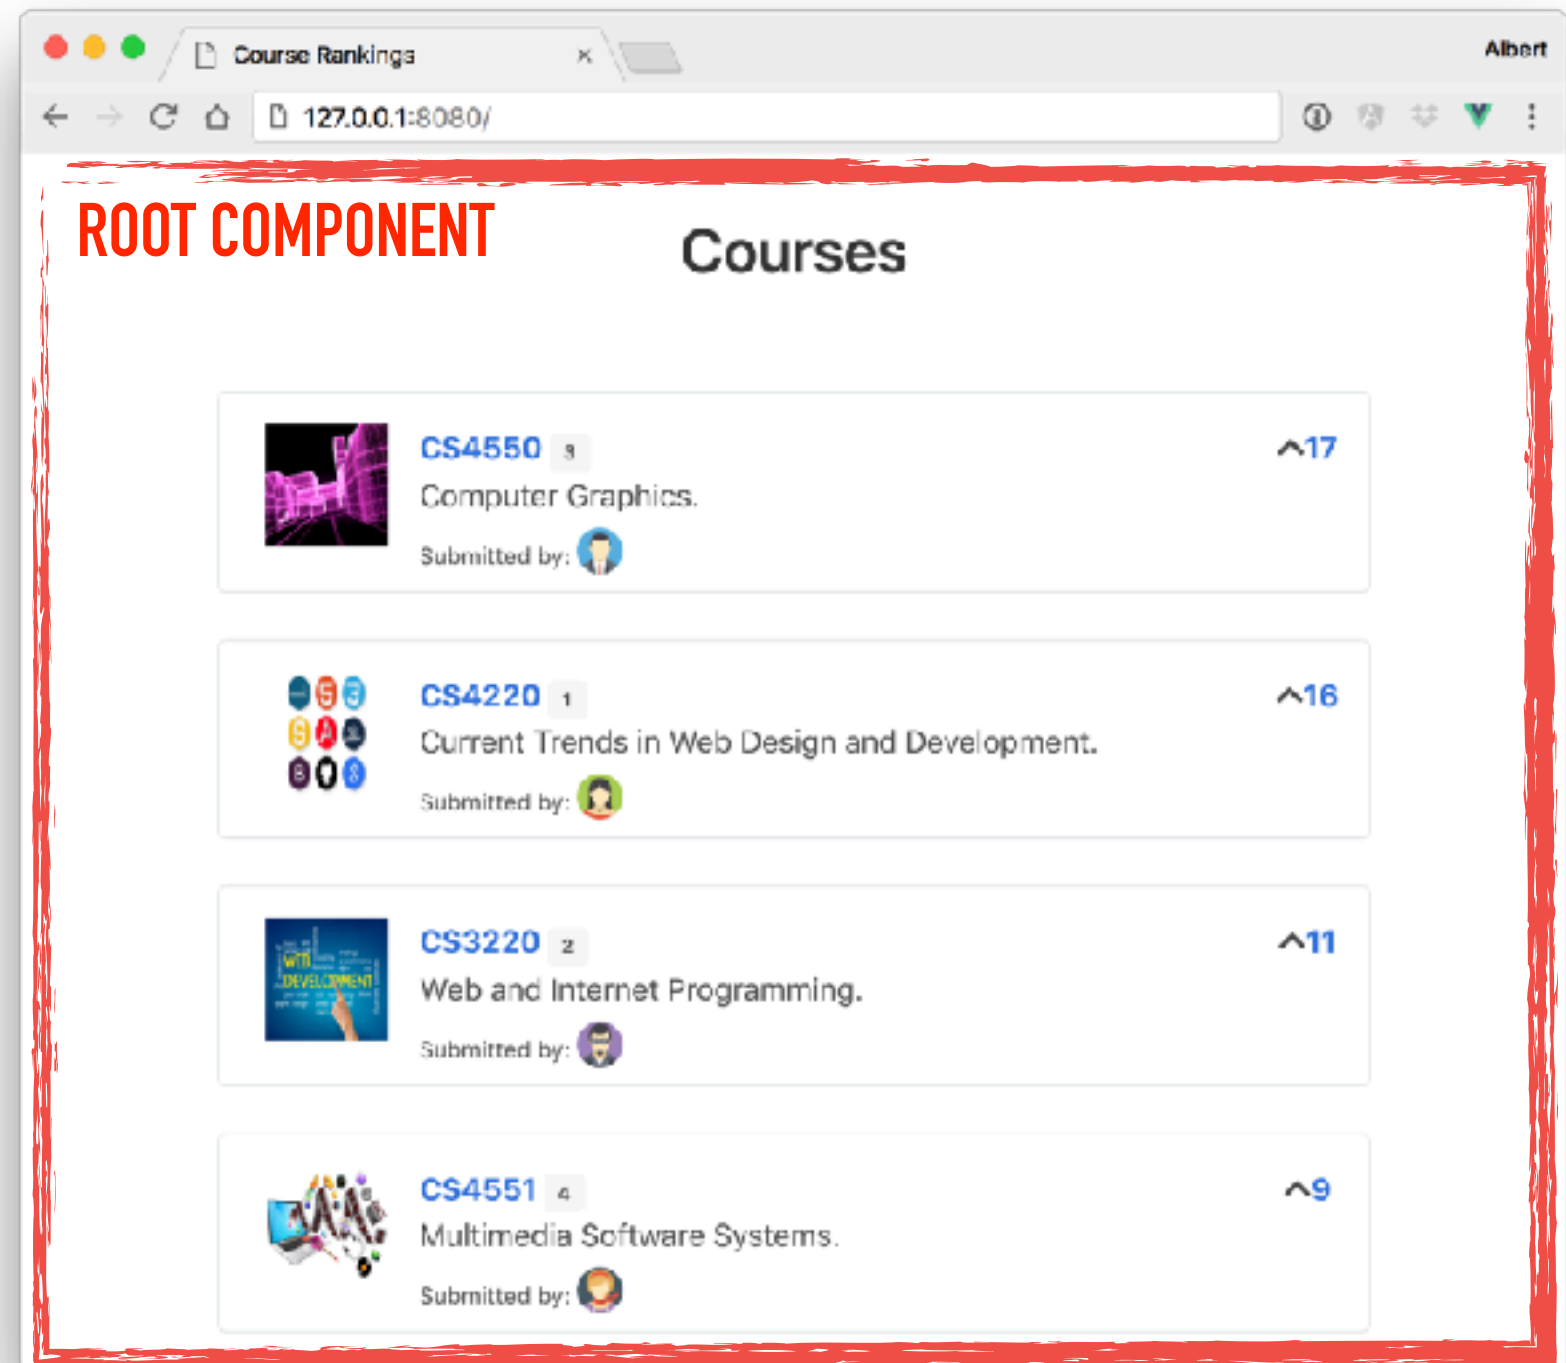 Course Rankings
Albert
127.0.0.1:8080/
ROOT COMPONENT
Courses
CS4550 3
17
Computer Graphics.
Submitted by:
CS4220 1
16
Current Trends in Web Design and Development.
Submitted by:
CS3220 2
11
WEB
DEVELOPMENT
Web and Internet Programming.
Submitted by:
CS4551 4
9
Multimedia Software Systems.
Submitted by: